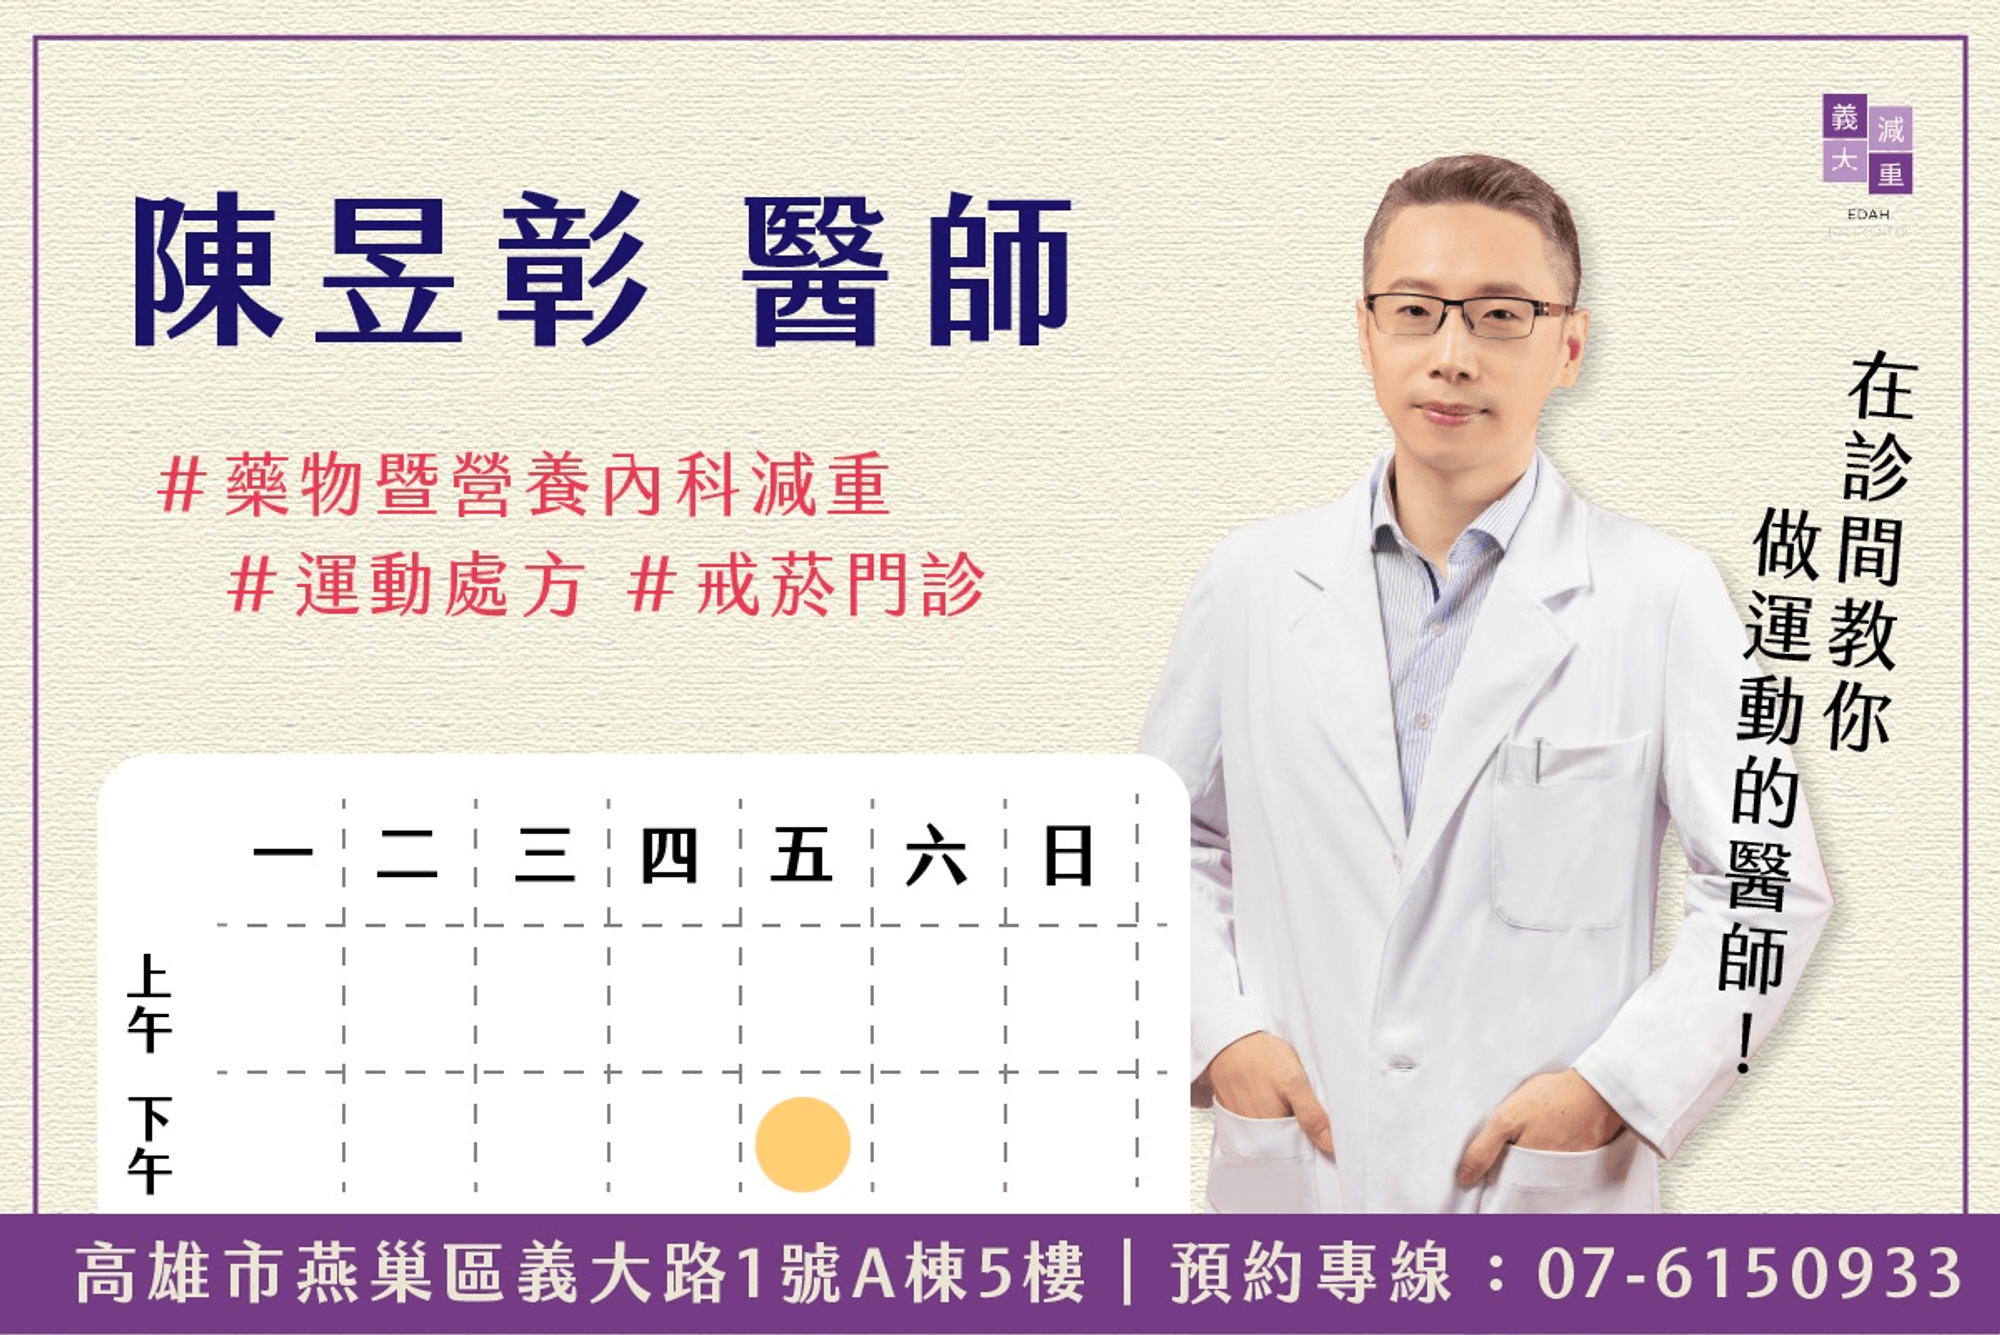 陳昱彰 醫師
#藥物暨營養內科減重
#運動處方 #戒菸門診
義大
減重
EDAH
在診間教你
做運動的醫師！
一 二 三 四 五 六 日
上午
下午
高雄市燕巢區義大路1號A棟5樓｜預約專線：07-6150933